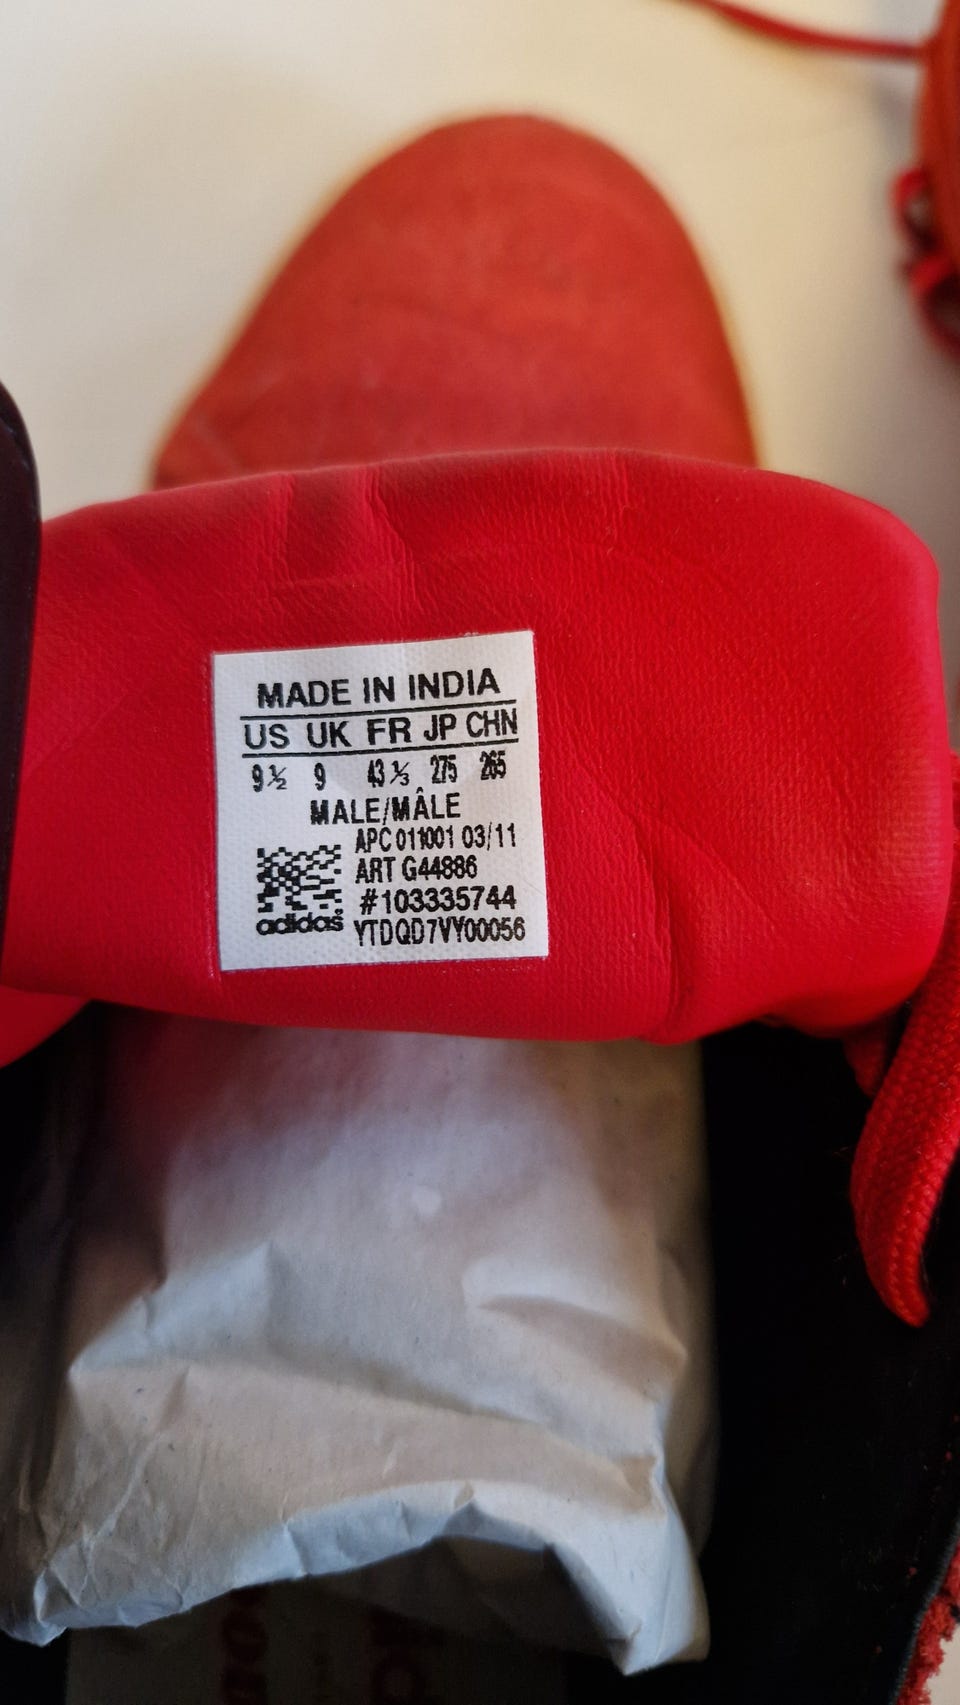 MADE IN INDIA
US UK FR JP CHN
9½ 9 43⅓ 275 265
MALE/MÂLE
APC 011001 03/11
ART G44886
#103335744
adidas
YTDQD7VY00056